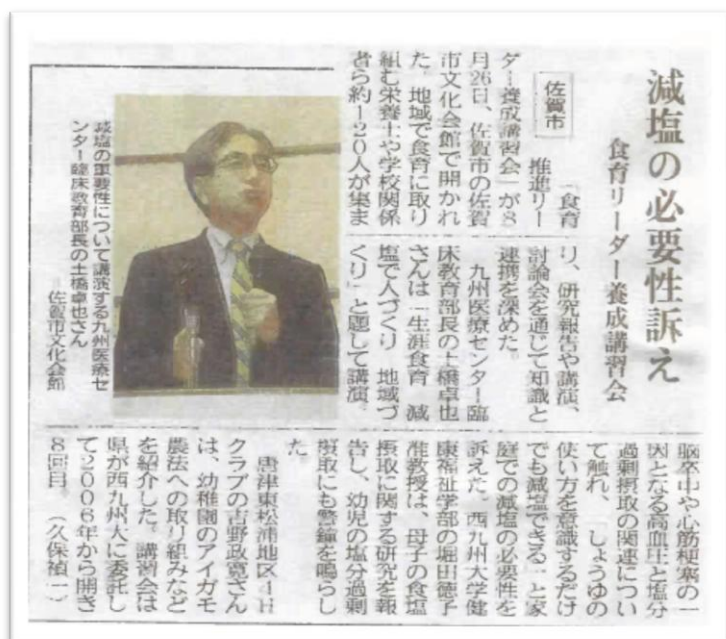 減塩の必要性訴え
食育リーダー養成講習会
佐賀市
「食育
推進リー
ダー養成講習会」が8
月26日、佐賀市の佐賀
市文化会館で開かれ
た。地域で食育に取り
組む栄養士や学校関係
者ら約120人が集ま
り、研究報告や講演、
討論会を通じて知識と
連携を深めた。
九州医療センター臨
床教育部長の土橋卓也
さんは「生涯食育 減
塩で人づくり 地域づ
くり」と題して講演。
脳卒中や心筋梗塞の一
因となる高血圧と塩分
過剰摂取の関連につい
て触れ、「しょうゆの
使い方を意識するだけ
でも減塩できる」と家
庭での減塩の必要性を
訴えた。西九州大学健
康福祉学部の堀田徳子
准教授は、母子の食塩
摂取に関する研究を報
告し、幼児の塩分過剰
摂取にも警鐘を鳴らし
た。
唐津東松浦地区4H
クラブの吉野政寛さん
は、幼稚園のアイガモ
農法への取り組みなど
を紹介した。講習会は
県が西九州大に委託し
て2006年から開き
8回目。（久保禎一）
減塩の重要性について講演する九州医療セ
ンター臨床教育部長の土橋卓也さん
佐賀市文化会館